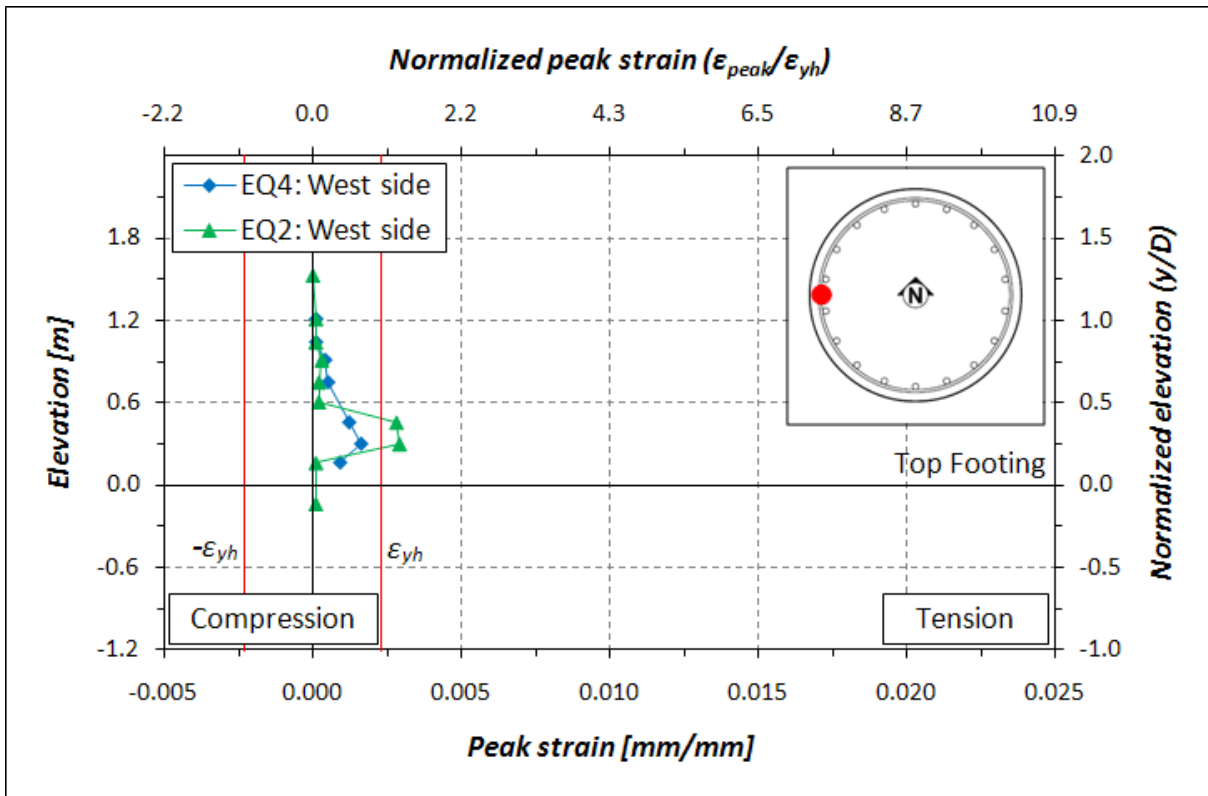 Normalized peak strain (εpeak/εyh)
-2.2 0.0 2.2 4.3 6.5 8.7 10.9
EQ4: West side
EQ2: West side
2.0
1.8 1.5
1.2 1.0
0.6 0.5
0.0 0.0
-0.6 -0.5
-1.2 -1.0
Elevation [m]
Normalized elevation (y/D)
N
Top Footing
-εyh εyh
Compression Tension
-0.005 0.000 0.005 0.010 0.015 0.020 0.025
Peak strain [mm/mm]